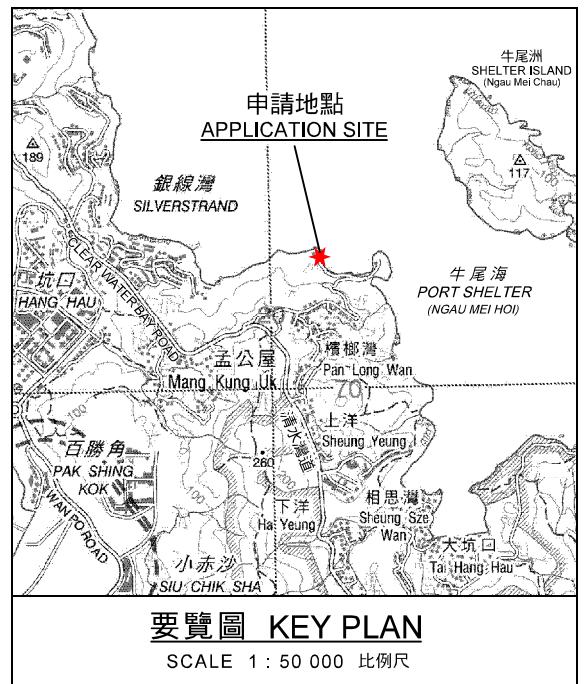 牛尾洲
SHELTER ISLAND
(Ngau Mei Chau)
申請地點
APPLICATION SITE
189
117
銀線灣
SILVERSTRAND
CLEAR WATER BAY ROAD
坑口
HANG HAU
牛尾海
PORT SHELTER
(NGAU MEI HOI)
孟公屋
Mang Kung Uk
檳榔灣
Pan Long Wan
70
100
上洋
Sheung Yeung
清水灣道
百勝角
PAK SHING
KOK
260
100
WAN PO ROAD
下洋
Ha Yeung
相思灣
Sheung Sze
Wan
大坑口
Tai Hang Hau
小赤沙
SIU CHIK SHA
要覽圖 KEY PLAN
SCALE 1 : 50 000 比例尺